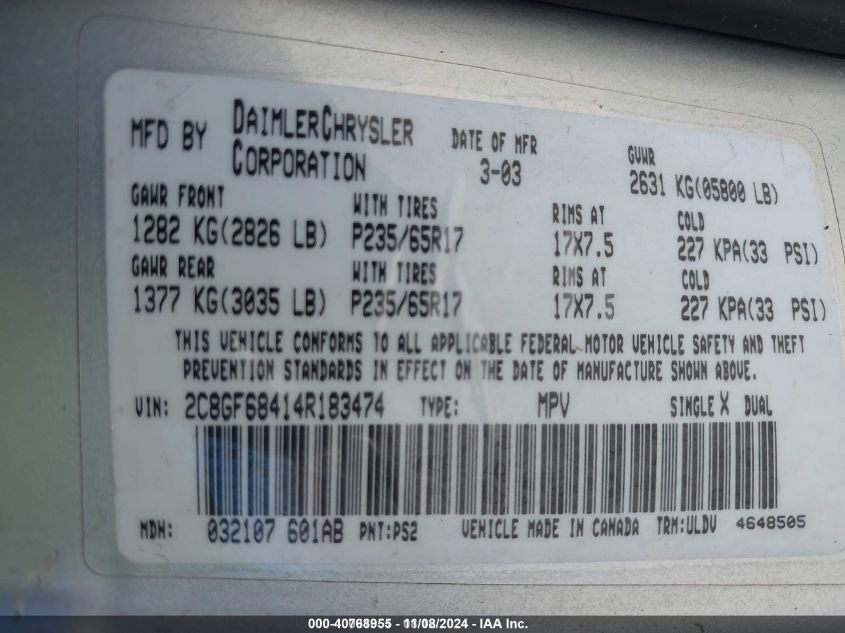 MFD BY DAIMLERCHRYSLER CORPORATION DATE OF MFR 3-03 GVWR 2631 KG(05800 LB)
GAWR FRONT WITH TIRES RIMS AT COLD
1282 KG(2826 LB) P235/65R17 17X7.5 227 KPA(33 PSI)
GAWR REAR WITH TIRES RIMS AT COLD
1377 KG(3035 LB) P235/65R17 17X7.5 227 KPA(33 PSI)
THIS VEHICLE CONFORMS TO ALL APPLICABLE FEDERAL MOTOR VEHICLE SAFETY AND THEFT
PREVENTION STANDARDS IN EFFECT ON THE DATE OF MANUFACTURE SHOWN ABOVE.
VIN: 2C8GF68414R183474 TYPE: MPV SINGLE X DUAL
MDH: 032107 601AB PNT:PS2 VEHICLE MADE IN CANADA TRM:ULDV 4648505
000-40768955 - 11/08/2024 - IAA Inc.